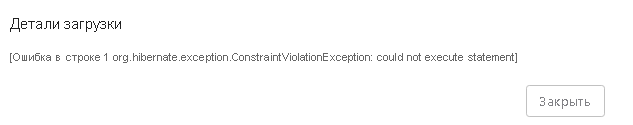 Детали загрузки
[Ошибка в строке 1 org.hibernate.exception.ConstraintViolationException: could not execute statement]
Закрыть